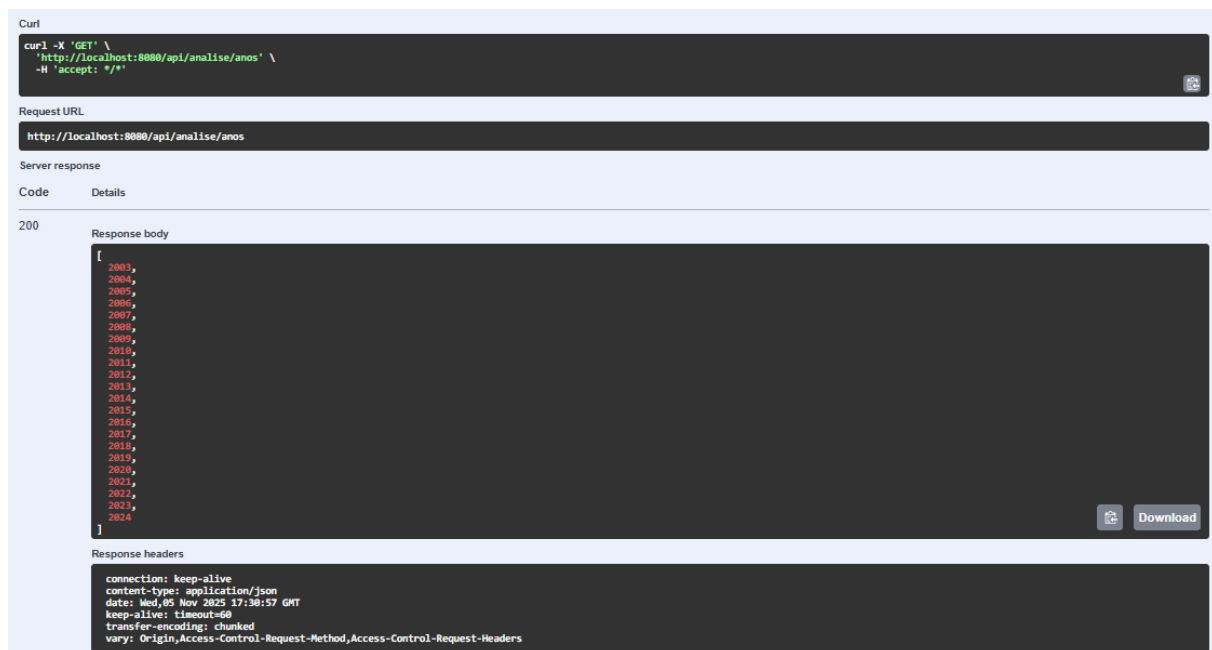 Curl
curl -X 'GET' \
'http://localhost:8080/api/analise/anos' \
-H 'accept: */*'
Request URL
http://localhost:8080/api/analise/anos
Server response
Code Details
200
Response body
[
2003,
2004,
2005,
2006,
2007,
2008,
2009,
2010,
2011,
2012,
2013,
2014,
2015,
2016,
2017,
2018,
2019,
2020,
2021,
2022,
2023,
2024
]
Download
Response headers
connection: keep-alive
content-type: application/json
date: Wed,05 Nov 2025 17:30:57 GMT
keep-alive: timeout=60
transfer-encoding: chunked
vary: Origin,Access-Control-Request-Method,Access-Control-Request-Headers